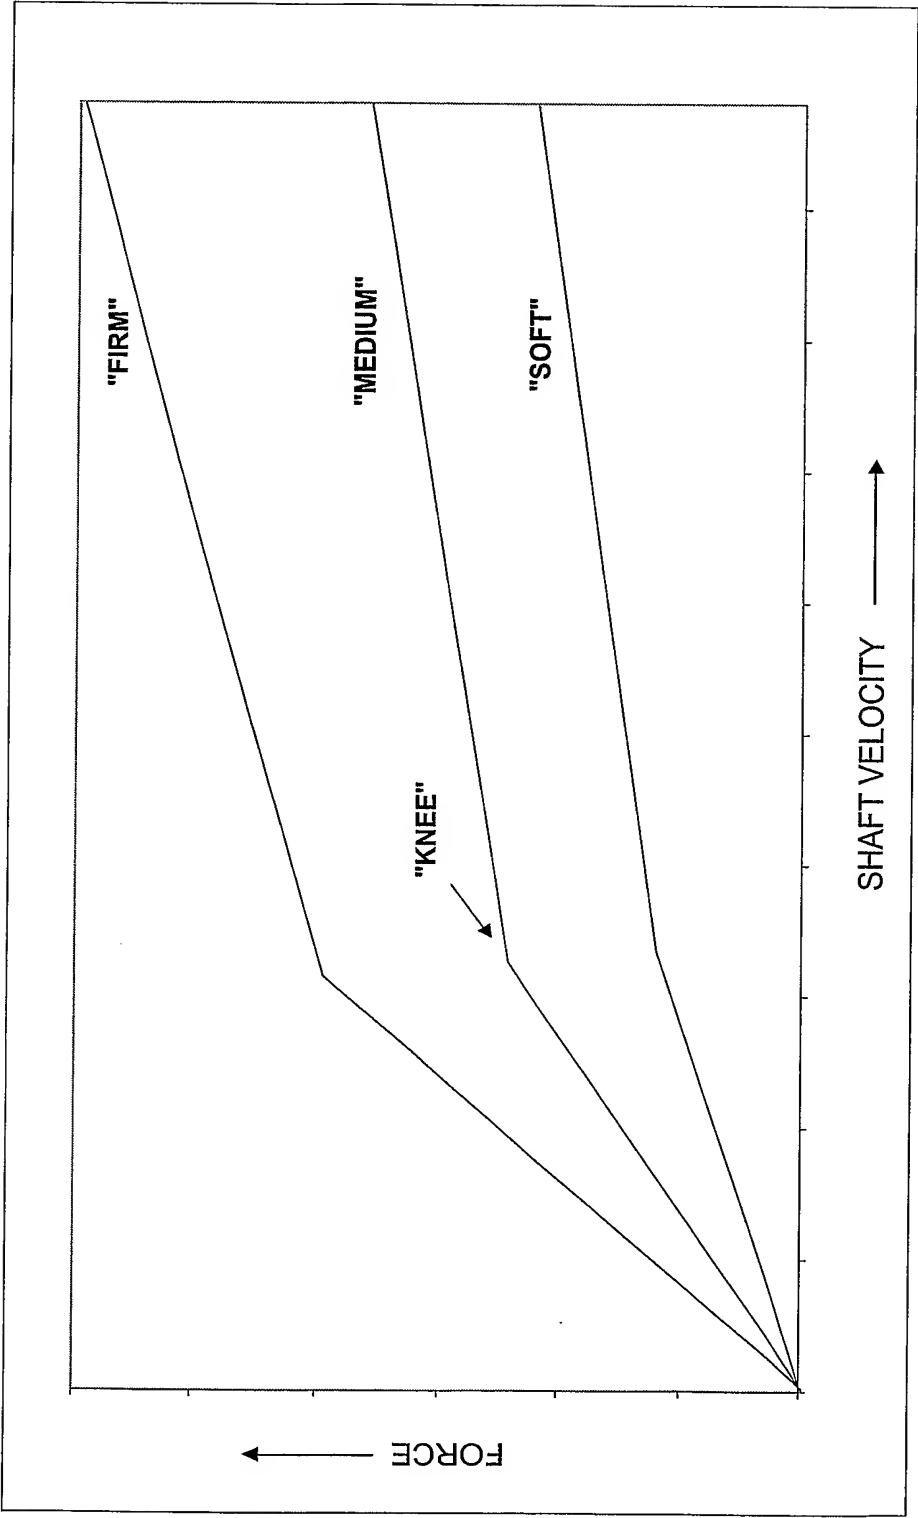 "FIRM"
"MEDIUM"
"SOFT"
"KNEE"
FORCE
SHAFT VELOCITY